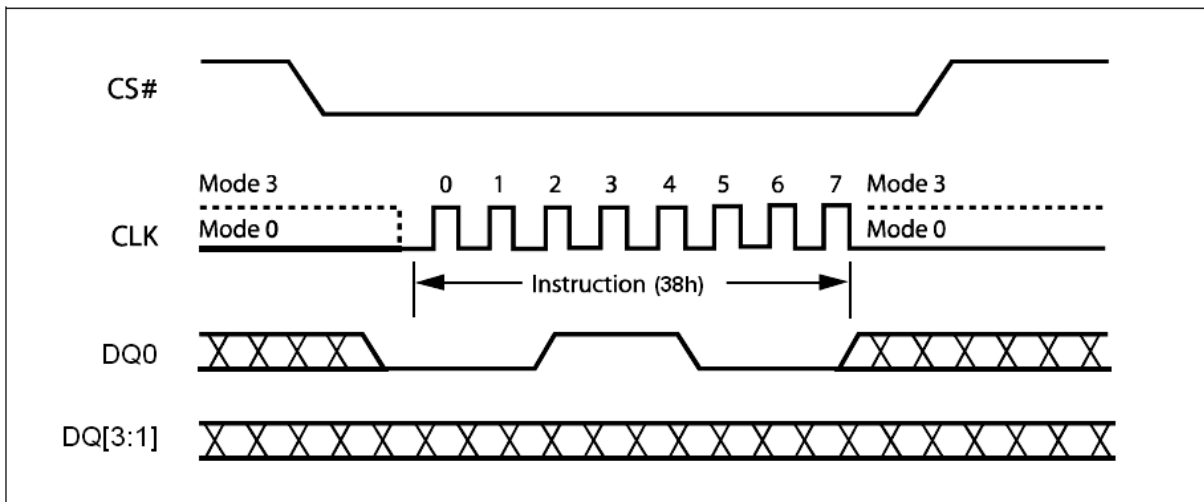 CS#
Mode 3 0 1 2 3 4 5 6 7 Mode 3
CLK Mode 0 Mode 0
Instruction (38h)
DQ0
DQ[3:1]